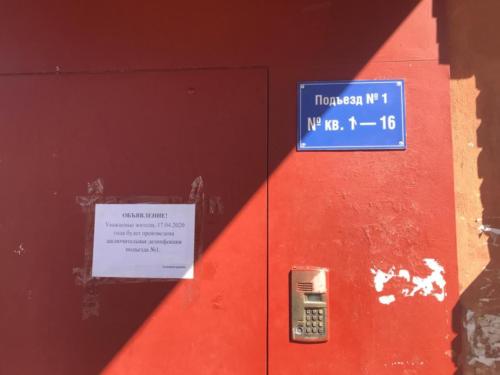 Подъезд № 1
№ кв. 1 — 16
ОБЪЯВЛЕНИЕ!
Уважаемые жители, 17.04.2020
года будет произведена
заключительная дезинфекция
подъезда №1.